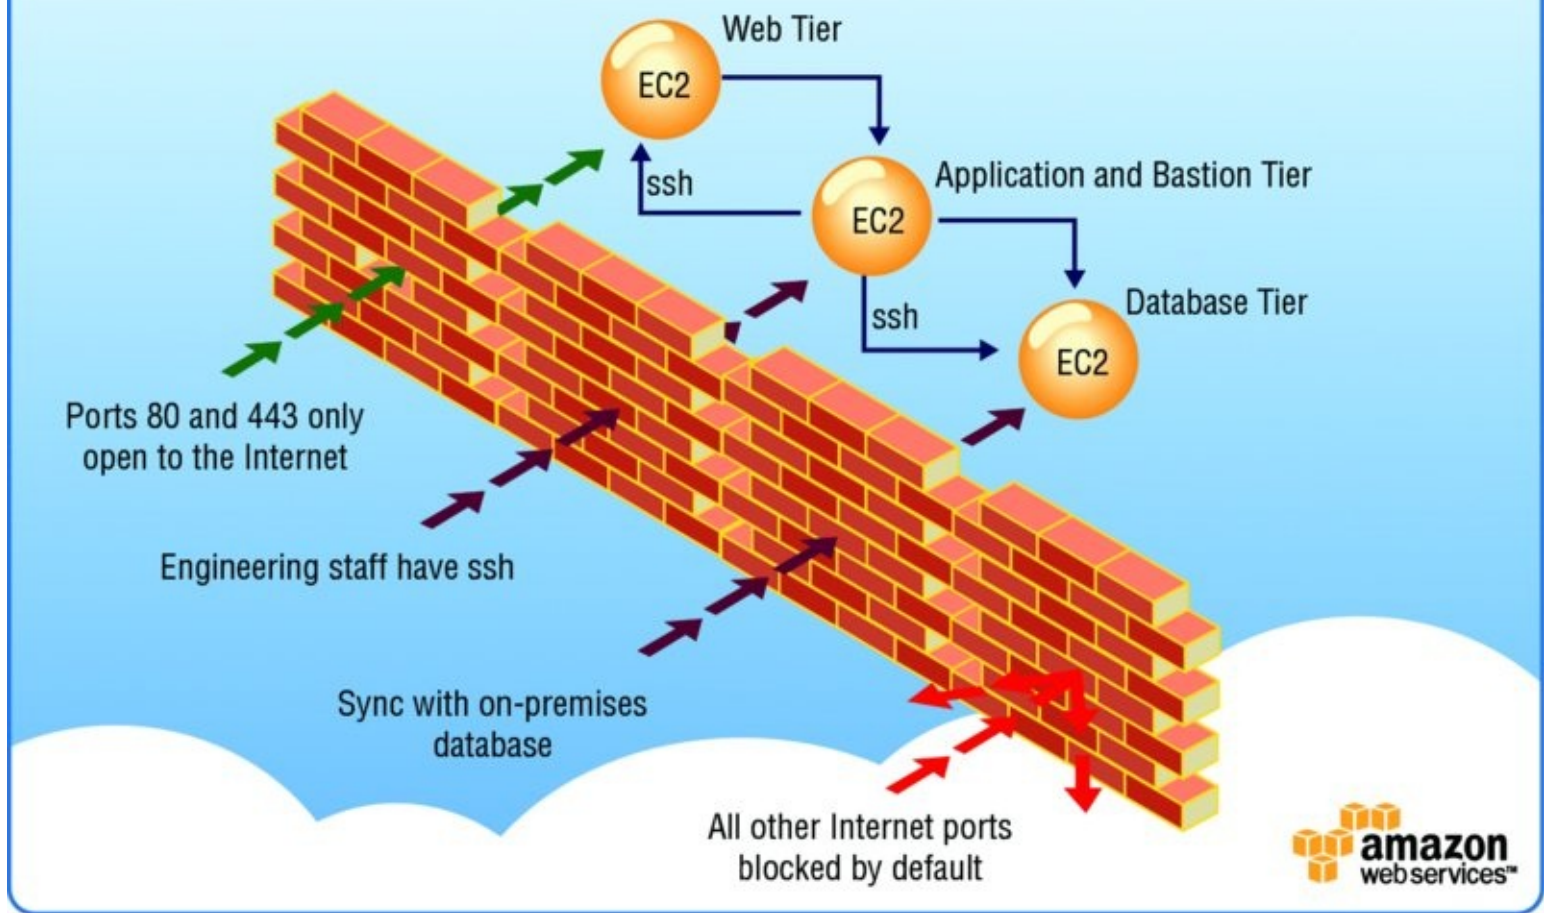 Web Tier
EC2
ssh
Application and Bastion Tier
EC2
ssh
Database Tier
EC2
Ports 80 and 443 only
open to the Internet
Engineering staff have ssh
Sync with on-premises
database
All other Internet ports
blocked by default
amazon
web services™